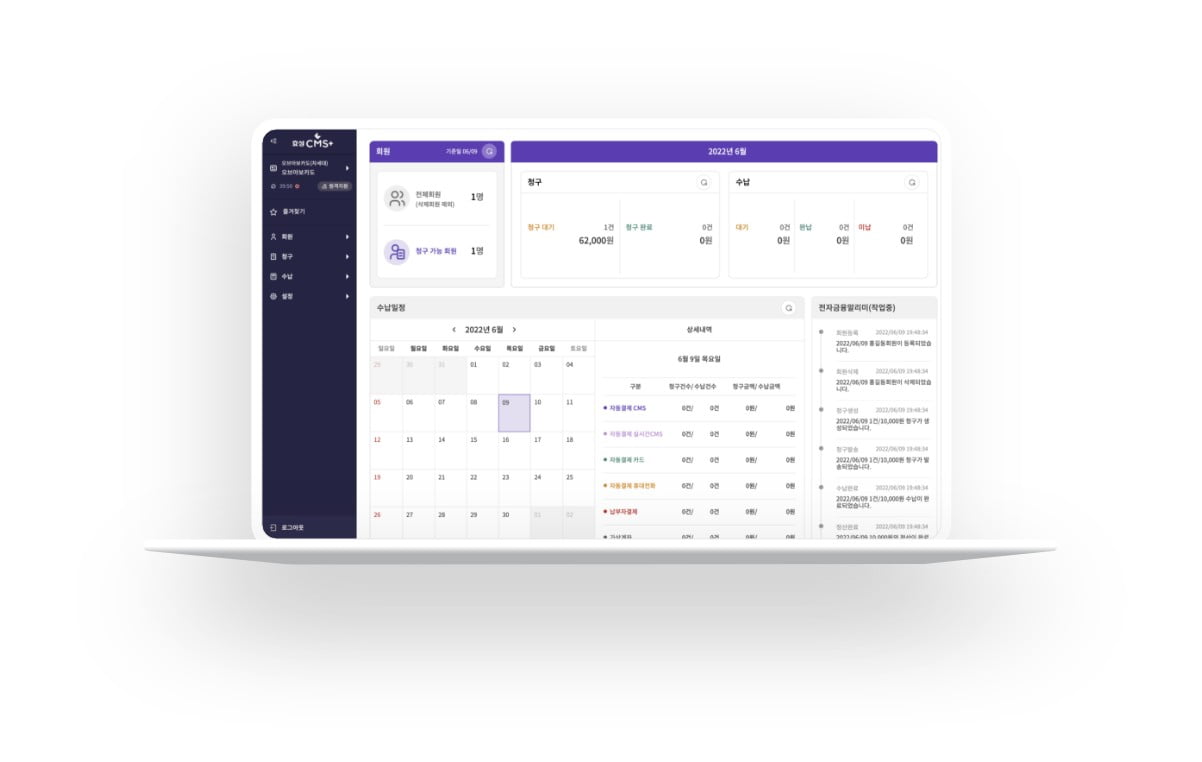 효성 CMS+
오브아보카드(차세대)
오브아보카드
39:56
원격지원
즐겨찾기
회원
청구
수납
설정
로그아웃
회원
기준일 06/09
전체회원
(삭제회원 제외)
1명
청구 가능 회원
1명
2022년 6월
청구
청구 대기
1건
62,000원
청구 완료
0건
0원
수납
대기
0건
0원
완납
0건
0원
미납
0건
0원
수납일정
2022년 6월
일요일 월요일 화요일 수요일 목요일 금요일 토요일
29 30 31 01 02 03 04
05 06 07 08 09 10 11
12 13 14 15 16 17 18
19 20 21 22 23 24 25
26 27 28 29 30 01 02
상세내역
6월 9일 목요일
구분 청구건수/ 수납건수 청구금액/ 수납금액
자동결제 CMS 0건/ 0건 0원/ 0원
자동결제 실시간CMS 0건/ 0건 0원/ 0원
자동결제 카드 0건/ 0건 0원/ 0원
자동결제 휴대전화 0건/ 0건 0원/ 0원
납부자결제 0건/ 0건 0원/ 0원
가상계좌 0건/ 0건 0원/ 0원
전자금융알리미(작업중)
회원등록 2022/06/09 19:48:34
2022/06/09 홍길동회원이 등록되었습
니다.
회원삭제 2022/06/09 19:48:34
2022/06/09 홍길동회원이 삭제되었습
니다.
청구생성 2022/06/09 19:48:34
2022/06/09 1건/10,000원 청구가 생
성되었습니다.
청구발송 2022/06/09 19:48:34
2022/06/09 1건/10,000원 청구가 발
송되었습니다.
수납완료 2022/06/09 19:48:34
2022/06/09 1건/10,000원 수납이 완
료되었습니다.
정산완료 2022/06/09 19:48:34
2022/06/09 10,000원의 정산이 완료